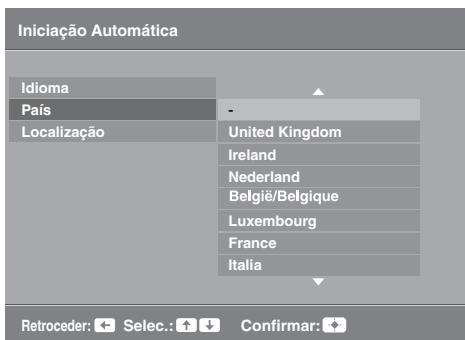 Iniciação Automática
Idioma
País
-
Localização
United Kingdom
Ireland
Nederland
België/Belgique
Luxembourg
France
Italia
Retroceder: Selec.: Confirmar: